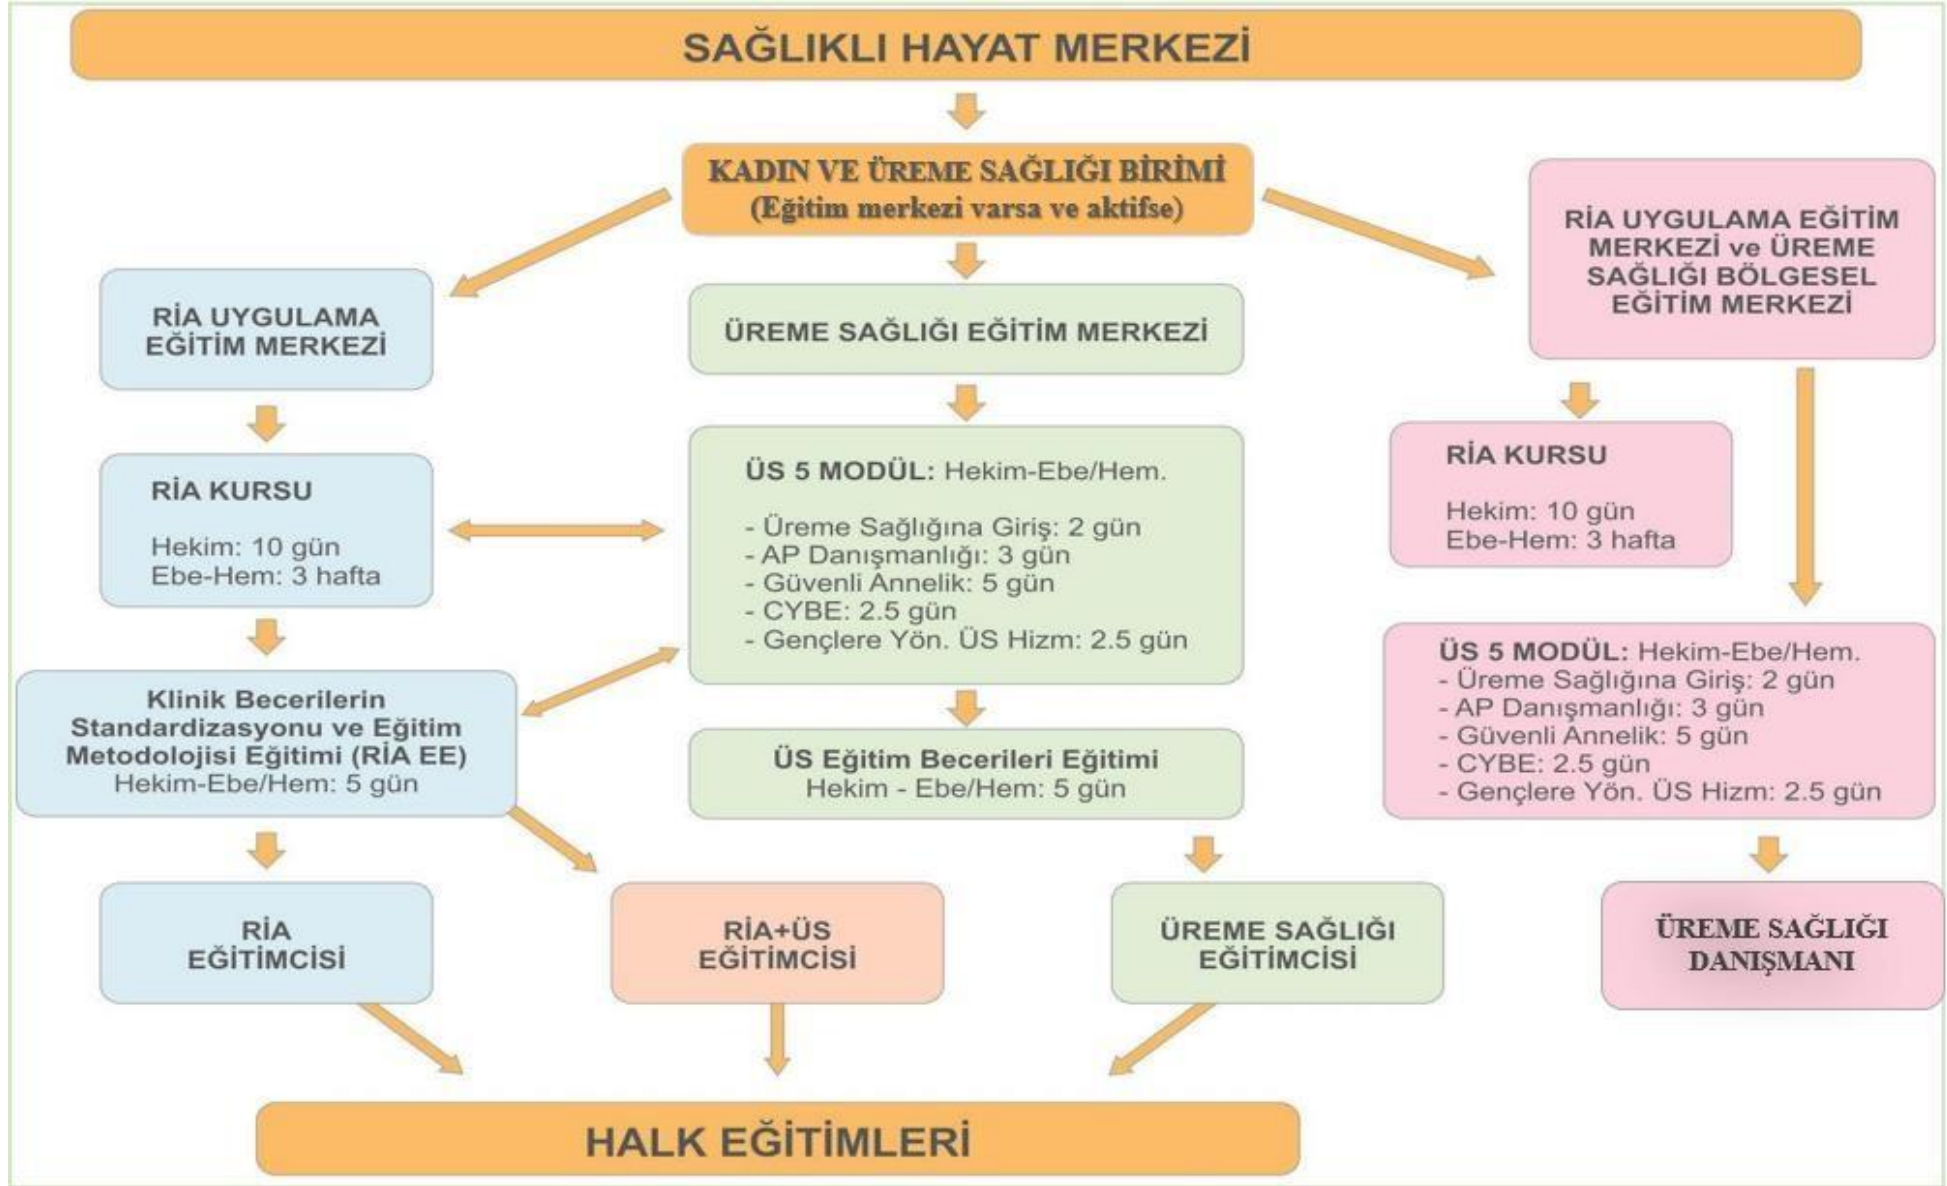 SAĞLIKLI HAYAT MERKEZİ
KADIN VE ÜREME SAĞLIĞI BİRİMİ
(Eğitim merkezi varsa ve aktifse)
RİA UYGULAMA
EĞİTİM MERKEZİ
ÜREME SAĞLIĞI EĞİTİM MERKEZİ
RİA UYGULAMA EĞİTİM
MERKEZİ ve ÜREME
SAĞLIĞI BÖLGESEL
EĞİTİM MERKEZİ
RİA KURSU
Hekim: 10 gün
Ebe-Hem: 3 hafta
ÜS 5 MODÜL: Hekim-Ebe/Hem.
- Üreme Sağlığına Giriş: 2 gün
- AP Danışmanlığı: 3 gün
- Güvenli Annelik: 5 gün
- CYBE: 2.5 gün
- Gençlere Yön. ÜS Hizm: 2.5 gün
RİA KURSU
Hekim: 10 gün
Ebe-Hem: 3 hafta
Klinik Becerilerin
Standardizasyonu ve Eğitim
Metodolojisi Eğitimi (RİA EE)
Hekim-Ebe/Hem: 5 gün
ÜS Eğitim Becerileri Eğitimi
Hekim - Ebe/Hem: 5 gün
ÜS 5 MODÜL: Hekim-Ebe/Hem.
- Üreme Sağlığına Giriş: 2 gün
- AP Danışmanlığı: 3 gün
- Güvenli Annelik: 5 gün
- CYBE: 2.5 gün
- Gençlere Yön. ÜS Hizm: 2.5 gün
RİA
EĞİTİMCİSİ
RİA+ÜS
EĞİTİMCİSİ
ÜREME SAĞLIĞI
EĞİTİMCİSİ
ÜREME SAĞLIĞI
DANIŞMANI
HALK EĞİTİMLERİ